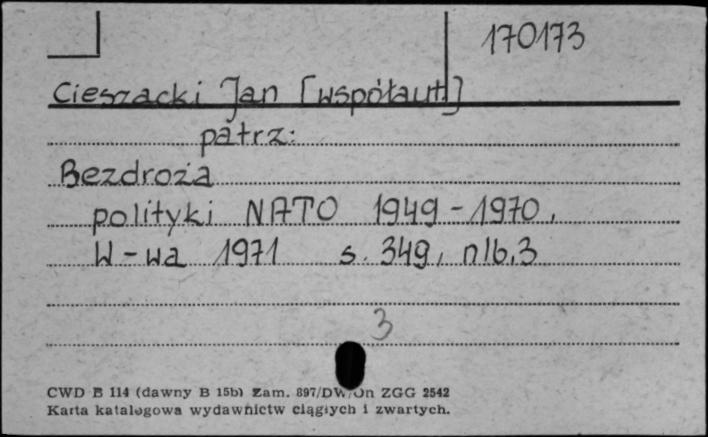 170173
Cieszacki Jan [współaut]
patrz:
Bezdroża
polityki NATO 1949-1970,
W-wa 1971 s. 349, nlb. 3
3
CWD B 114 (dawny B 15b) Zam. 897/DW/Jn ZGG 2542
Karta katalogowa wydawnictw ciągłych i zwartych.